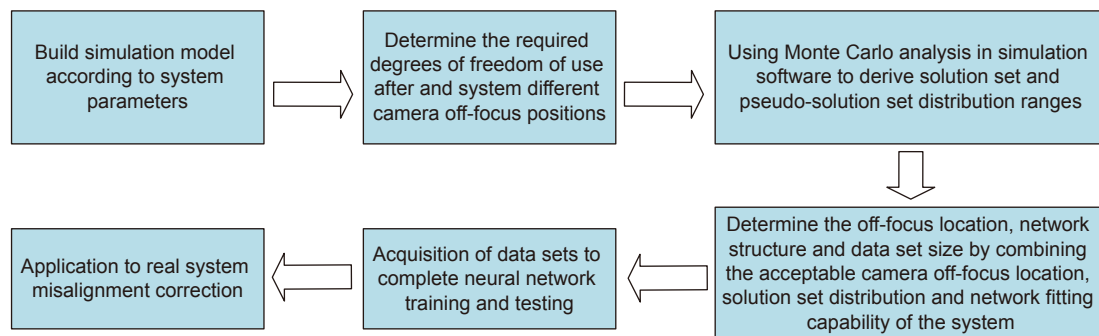 Build simulation model
according to system
parameters
Determine the required
degrees of freedom of use
after and system different
camera off-focus positions
Using Monte Carlo analysis in simulation
software to derive solution set and
pseudo-solution set distribution ranges
Determine the off-focus location, network
structure and data set size by combining
the acceptable camera off-focus location,
solution set distribution and network fitting
capability of the system
Acquisition of data sets to
complete neural network
training and testing
Application to real system
misalignment correction